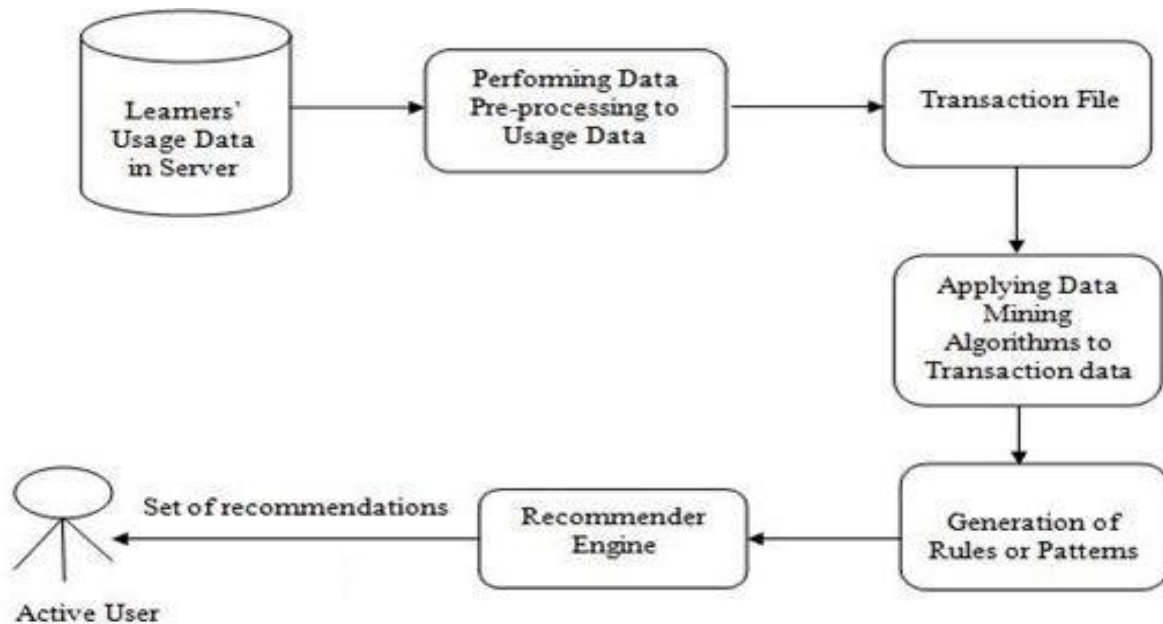 Learners'
Usage Data
in Server
Performing Data
Pre-processing to
Usage Data
Transaction File
Applying Data
Mining
Algorithms to
Transaction data
Generation of
Rules or Patterns
Recommender
Engine
Set of recommendations
Active User